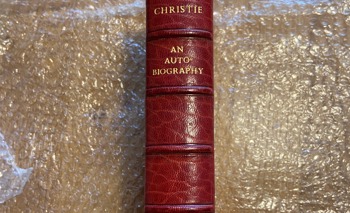 CHRISTIE
AN
AUTO-
BIOGRAPHY